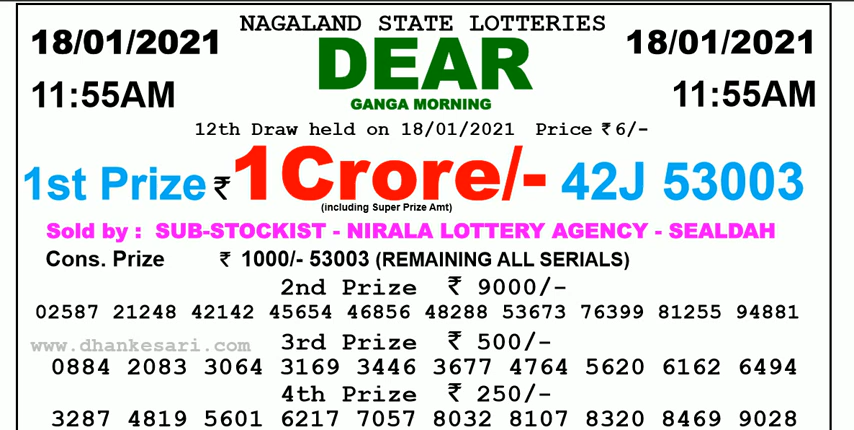 NAGALAND STATE LOTTERIES
18/01/2021 DEAR 18/01/2021
11:55AM GANGA MORNING 11:55AM
12th Draw held on 18/01/2021 Price ₹ 6/-
1st Prize ₹ 1Crore/- 42J 53003
(including Super Prize Amt)
Sold by : SUB-STOCKIST - NIRALA LOTTERY AGENCY - SEALDAH
Cons. Prize ₹ 1000/- 53003 (REMAINING ALL SERIALS)
2nd Prize ₹ 9000/-
02587 21248 42142 45654 46856 48288 53673 76399 81255 94881
www.dhankesari.com 3rd Prize ₹ 500/-
0884 2083 3064 3169 3446 3677 4764 5620 6162 6494
4th Prize ₹ 250/-
3287 4819 5601 6217 7057 8032 8107 8320 8469 9028